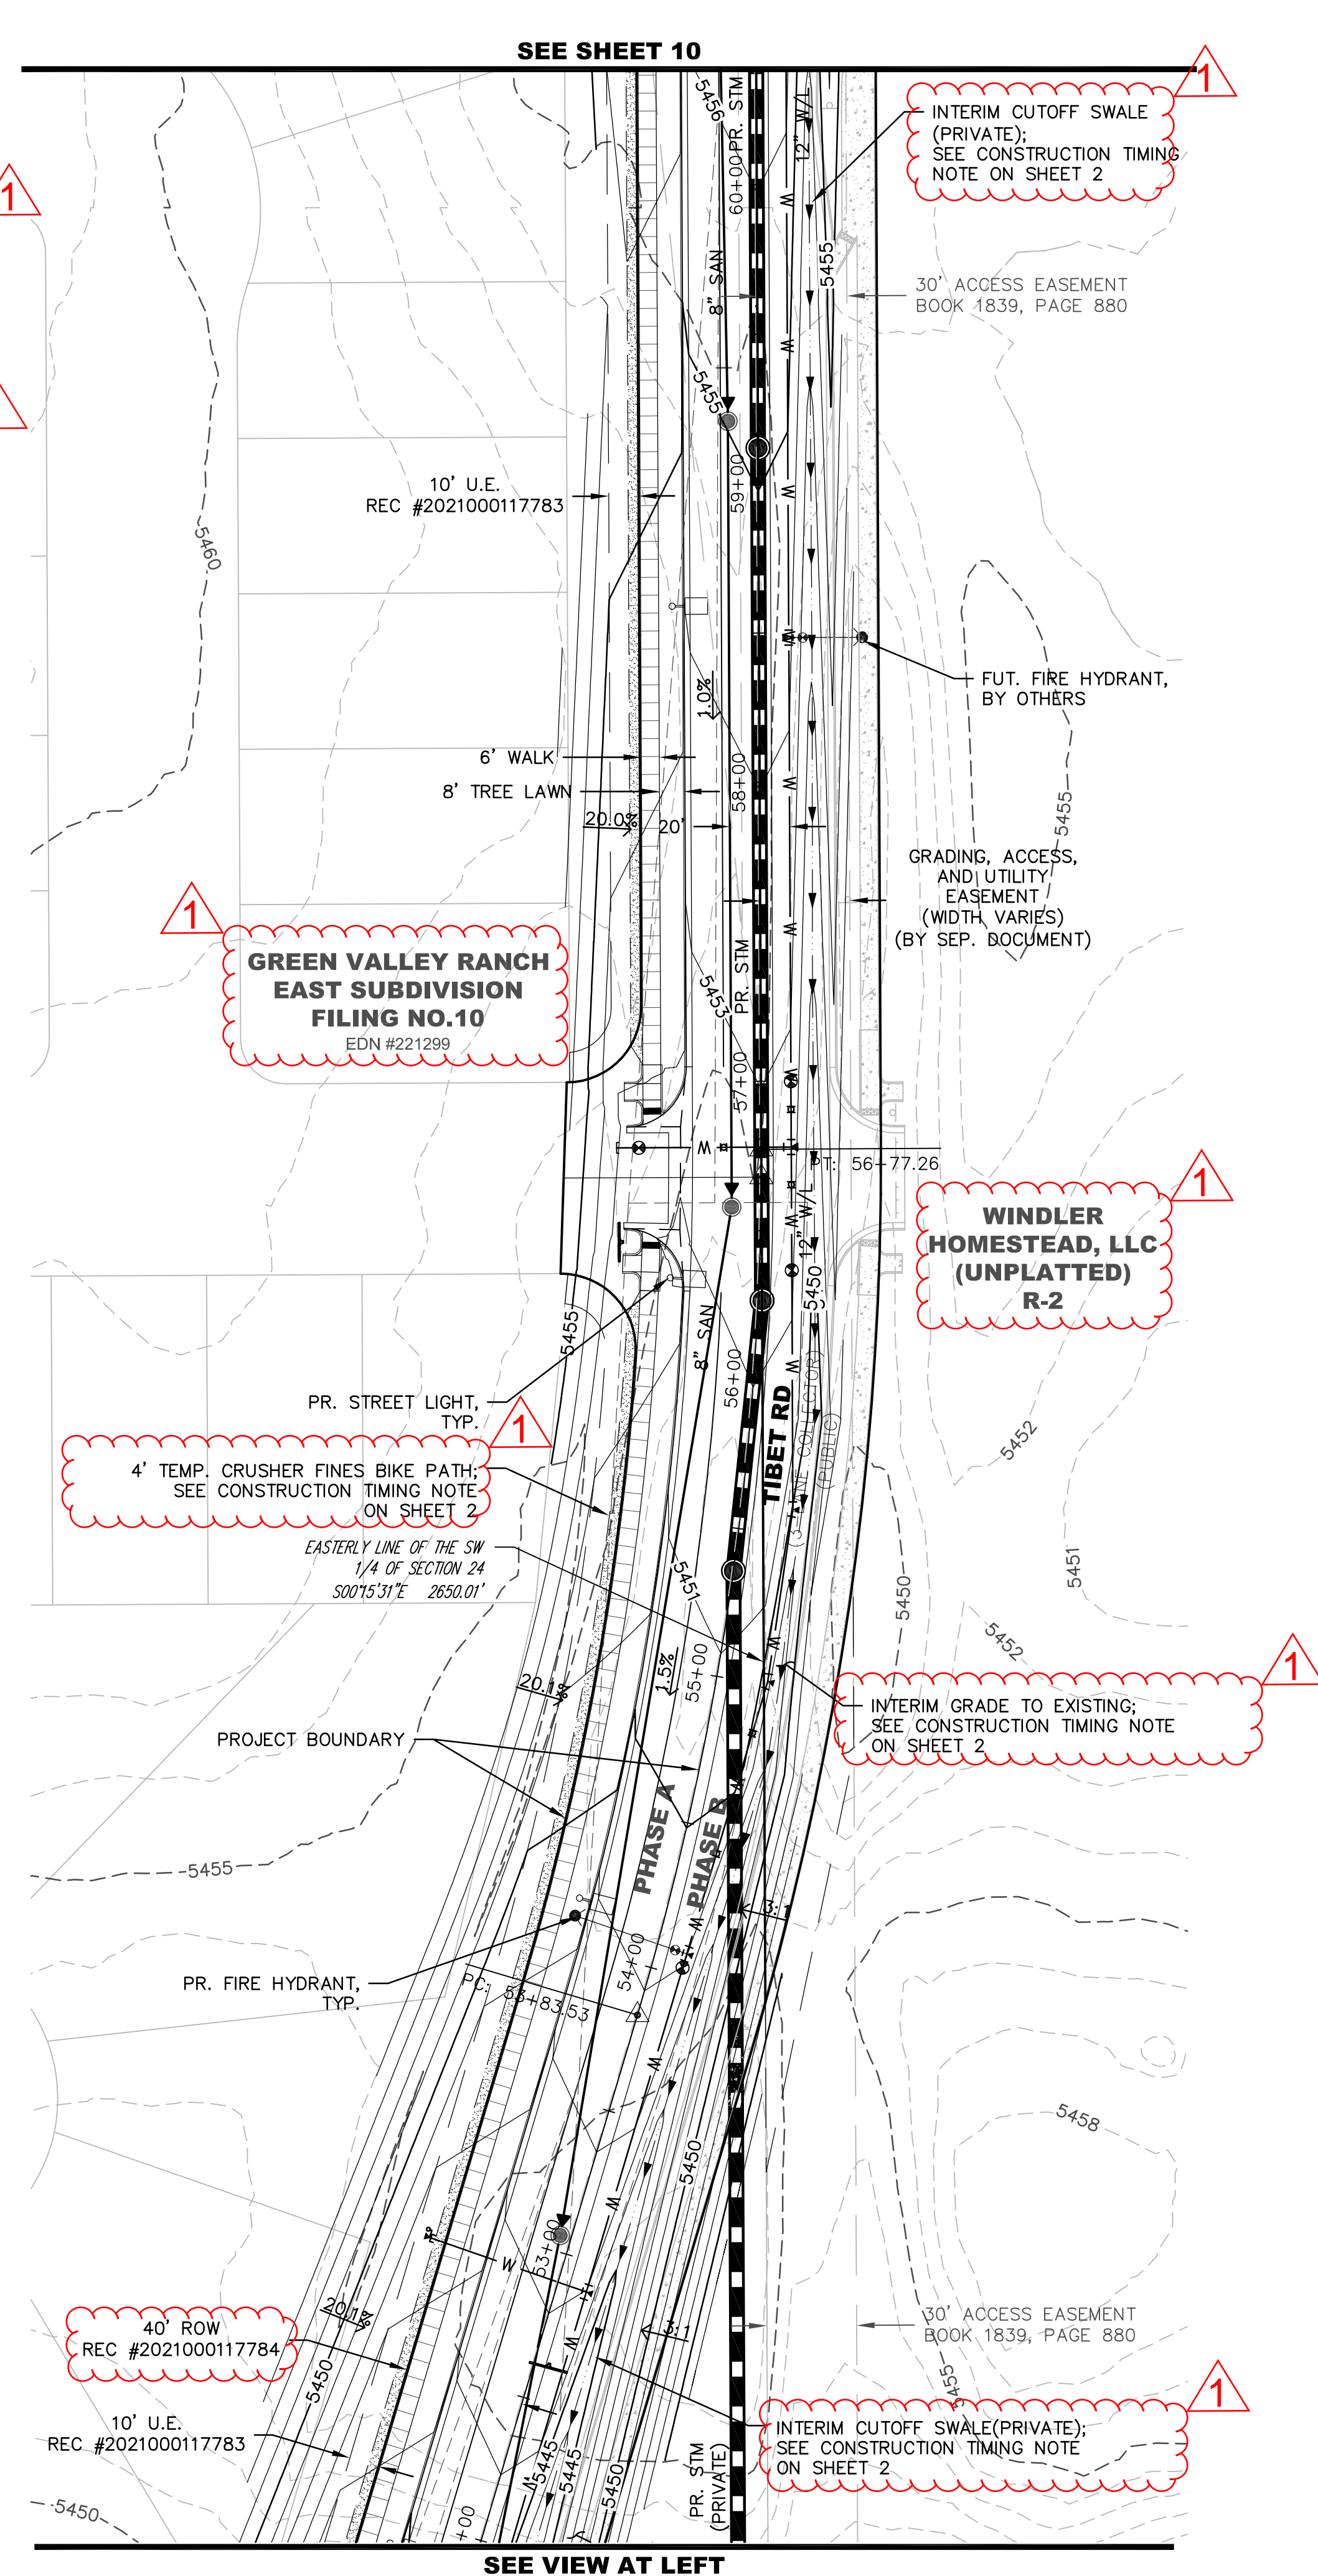 SEE SHEET 10
1
INTERIM CUTOFF SWALE
(PRIVATE);
SEE CONSTRUCTION TIMING
NOTE ON SHEET 2
5456
60+00
PR. STM
12" W/L
W
1
8" SAN
5455
30' ACCESS EASEMENT
BOOK 1839, PAGE 880
W
5455
10' U.E.
REC #2021000117783
59+00
W
5460
W
FUT. FIRE HYDRANT,
BY OTHERS
1.0%
6' WALK
8' TREE LAWN
58+00
W
20.0%
20'
5455
GRADING, ACCESS,
AND UTILITY
EASEMENT
(WIDTH VARIES)
(BY SEP. DOCUMENT)
1
W
GREEN VALLEY RANCH
EAST SUBDIVISION
FILING NO.10
EDN #221299
PR. STM
5453
57+00
W
W
PT: 56+77.26
1
WINDLER
HOMESTEAD, LLC
(UNPLATTED)
R-2
W
12" W/L
5450
5455
8" SAN
56+00
W
TIBET RD
(3-LANE COLLECTOR)
(PUBLIC)
PR. STREET LIGHT,
TYP.
1
4' TEMP. CRUSHER FINES BIKE PATH;
SEE CONSTRUCTION TIMING NOTE
ON SHEET 2
5452
EASTERLY LINE OF THE SW
1/4 OF SECTION 24
S00°15'31"E 2650.01'
5451
5450
5451
5452
W
1.5%
55+00
20.1%
1
INTERIM GRADE TO EXISTING;
SEE CONSTRUCTION TIMING NOTE
ON SHEET 2
PROJECT BOUNDARY
W
PHASE A
PHASE B
5455
3:1
W
54+00
PR. FIRE HYDRANT,
TYP.
PC: 53+83.53
W
5458
5450
W
53+00
W
20.1%
3:1
W
40' ROW
REC #2021000117784
30' ACCESS EASEMENT
BOOK 1839, PAGE 880
5450
5455
1
10' U.E.
REC #2021000117783
INTERIM CUTOFF SWALE(PRIVATE);
SEE CONSTRUCTION TIMING NOTE
ON SHEET 2
W
5445
5445
5450
PR. STM
(PRIVATE)
5450
+00
SEE VIEW AT LEFT